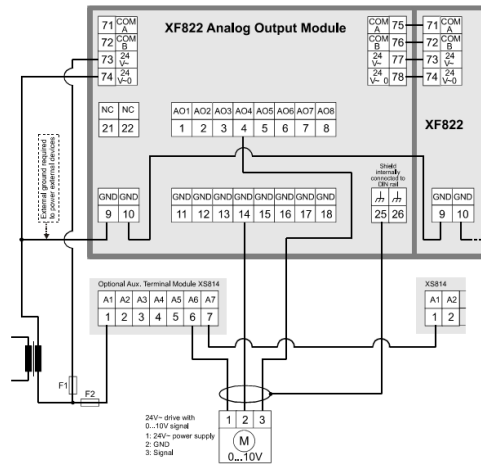 XF822 Analog Output Module
71 COM A
72 COM B
73 24 V~
74 24 V~0
COM A 75
COM B 76
24 V~ 77
24 V~ 0 78
71 COM A
72 COM B
73 24 V~
74 24 V~0
XF822
NC NC
21 22
AO1 AO2 AO3 AO4 AO5 AO6 AO7 AO8
1 2 3 4 5 6 7 8
External ground required
to power external devices
Shield
internally
connected to
DIN rail
GND GND
9 10
GND GND GND GND GND GND GND GND
11 12 13 14 15 16 17 18
25 26
GND GND
9 10
Optional Aux. Terminal Module XS814
A1 A2 A3 A4 A5 A6 A7
1 2 3 4 5 6 7
XS814
A1 A2
1 2
F1
F2
24V~ drive with
0...10V signal
1: 24V~ power supply
2: GND
3: Signal
1 2 3
M
0...10V